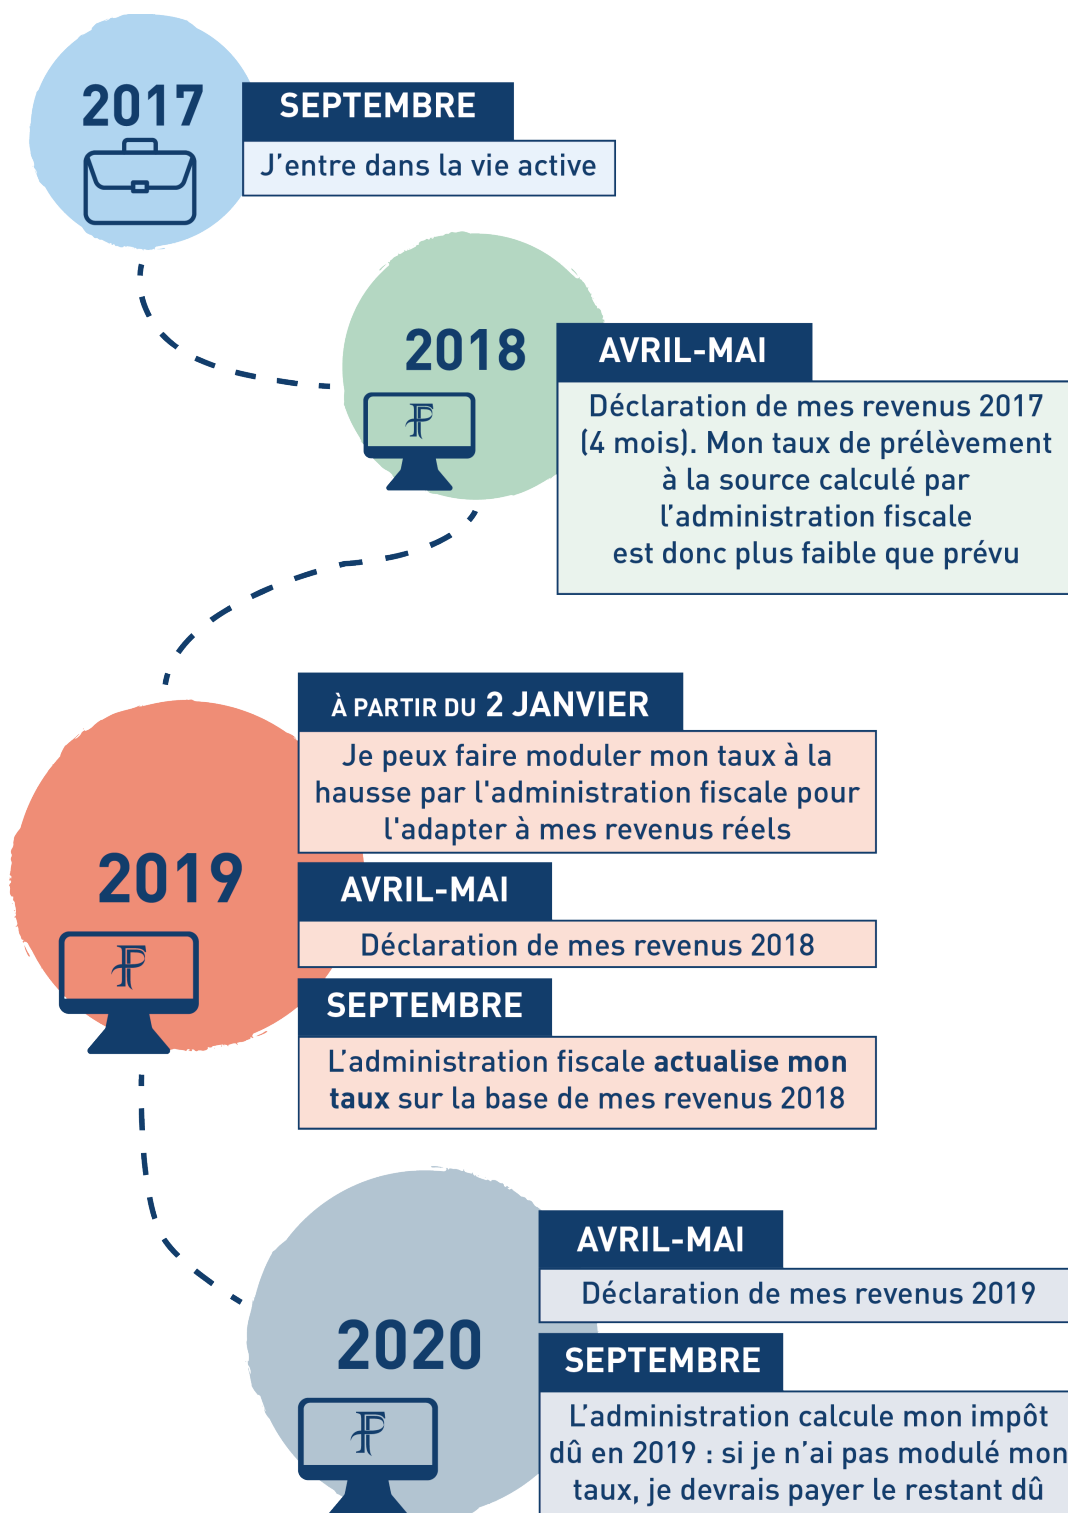 2017
SEPTEMBRE
J’entre dans la vie active
2018
AVRIL-MAI
Déclaration de mes revenus 2017
(4 mois). Mon taux de prélèvement
à la source calculé par
l’administration fiscale
est donc plus faible que prévu
À PARTIR DU 2 JANVIER
Je peux faire moduler mon taux à la
hausse par l'administration fiscale pour
l'adapter à mes revenus réels
2019
AVRIL-MAI
Déclaration de mes revenus 2018
SEPTEMBRE
L’administration fiscale actualise mon
taux sur la base de mes revenus 2018
AVRIL-MAI
Déclaration de mes revenus 2019
2020
SEPTEMBRE
L’administration calcule mon impôt
dû en 2019 : si je n’ai pas modulé mon
taux, je devrais payer le restant dû